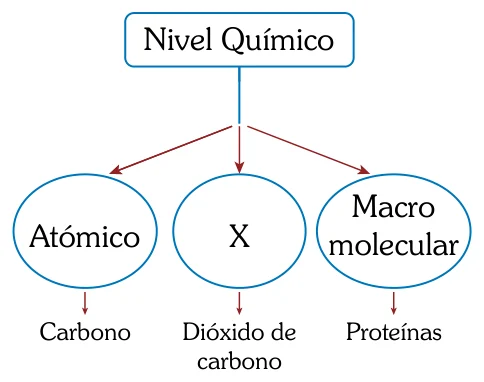 Nivel Químico
Atómico
X
Macro
molecular
Carbono
Dióxido de
carbono
Proteínas